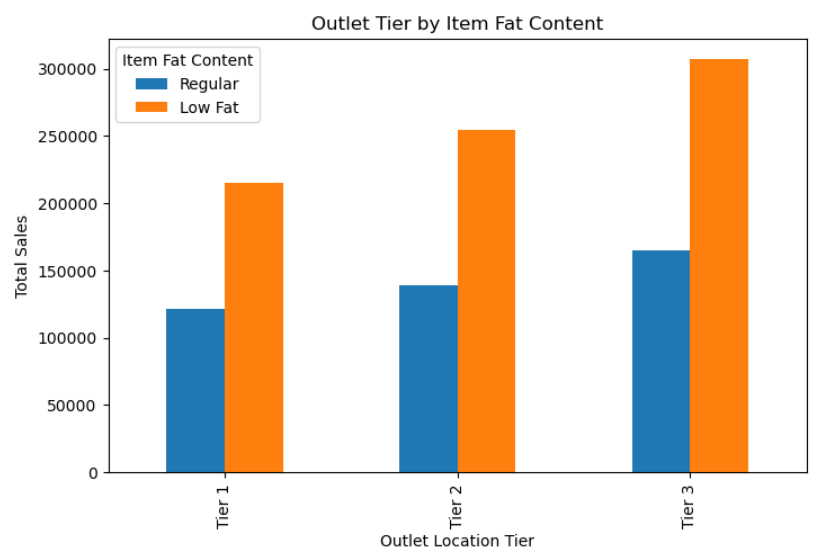 Outlet Tier by Item Fat Content
Item Fat Content
Regular
Low Fat
Total Sales
300000
250000
200000
150000
100000
50000
0
Tier 1
Tier 2
Tier 3
Outlet Location Tier